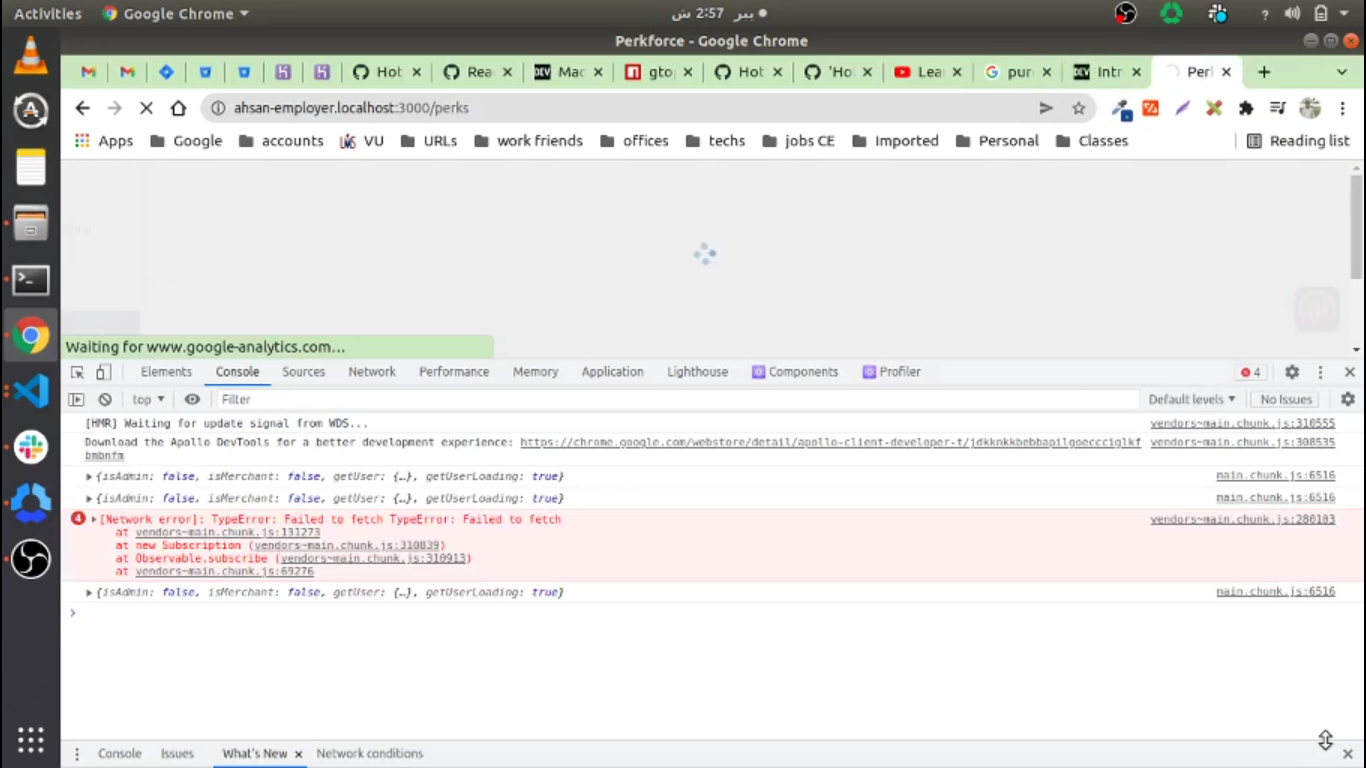 Activities Google Chrome ▾ پیر 2:57 ش ?
Perkforce - Google Chrome
Hot × Rea × Mac × gto × Hot × 'Ho × Lea × pur × Intr × Perl × +
ahsan-employer.localhost:3000/perks
Apps Google accounts VU URLs work friends offices techs jobs CE Imported Personal Classes Reading list
Waiting for www.google-analytics.com...
Elements Console Sources Network Performance Memory Application Lighthouse Components Profiler 4
top ▾ Filter Default levels ▾ No Issues
[HMR] Waiting for update signal from WDS... vendors~main.chunk.js:310555
Download the Apollo DevTools for a better development experience: https://chrome.google.com/webstore/detail/apollo-client-developer-t/jdkknkkbebbapilgoeccciglkf vendors~main.chunk.js:308535
bmbnfm
▸{isAdmin: false, isMerchant: false, getUser: {…}, getUserLoading: true} main.chunk.js:6516
▸{isAdmin: false, isMerchant: false, getUser: {…}, getUserLoading: true} main.chunk.js:6516
4 ▸[Network error]: TypeError: Failed to fetch TypeError: Failed to fetch vendors~main.chunk.js:280103
at vendors~main.chunk.js:131273
at new Subscription (vendors~main.chunk.js:310839)
at Observable.subscribe (vendors~main.chunk.js:310913)
at vendors~main.chunk.js:69276
▸{isAdmin: false, isMerchant: false, getUser: {…}, getUserLoading: true} main.chunk.js:6516
Console Issues What's New × Network conditions